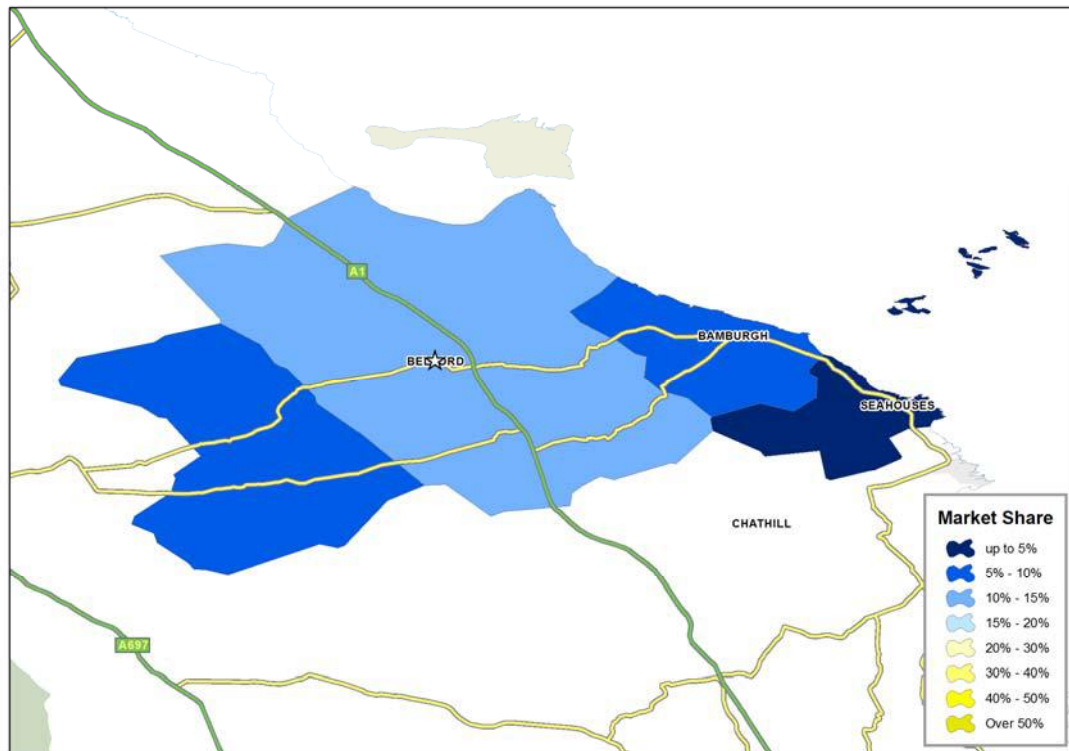 A1
BELFORD
BAMBURGH
SEAHOUSES
CHATHILL
A697
Market Share
up to 5%
5% - 10%
10% - 15%
15% - 20%
20% - 30%
30% - 40%
40% - 50%
Over 50%